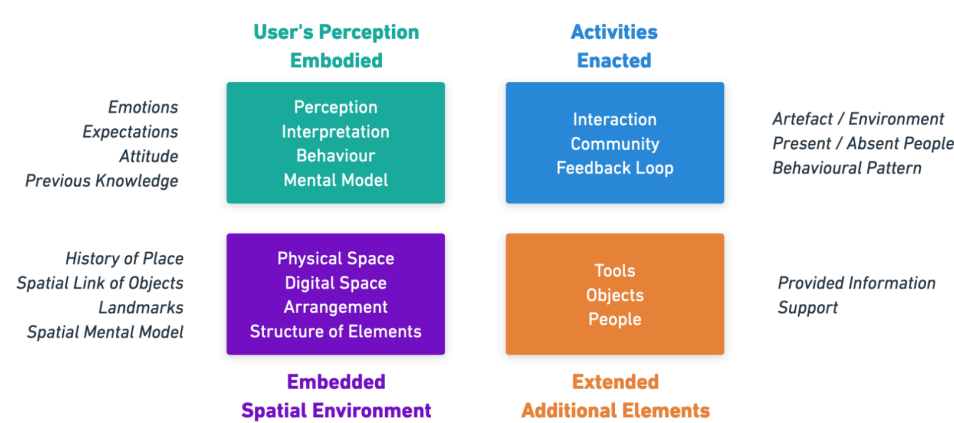 User's Perception
Embodied
Activities
Enacted
Emotions
Expectations
Attitude
Previous Knowledge
Perception
Interpretation
Behaviour
Mental Model
Interaction
Community
Feedback Loop
Artefact / Environment
Present / Absent People
Behavioural Pattern
History of Place
Spatial Link of Objects
Landmarks
Spatial Mental Model
Physical Space
Digital Space
Arrangement
Structure of Elements
Tools
Objects
People
Provided Information
Support
Embedded
Spatial Environment
Extended
Additional Elements